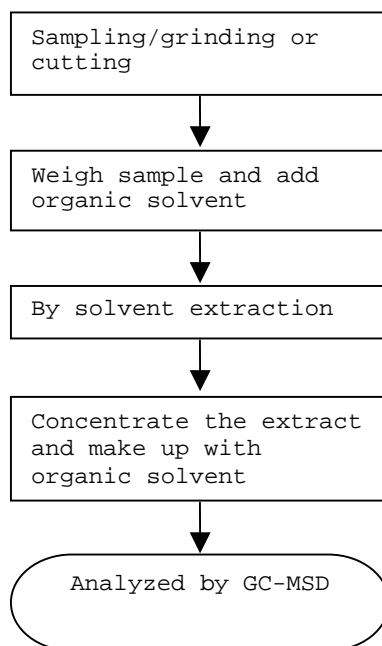 Sampling/grinding or
cutting
Weigh sample and add
organic solvent
By solvent extraction
Concentrate the extract
and make up with
organic solvent
Analyzed by GC-MSD